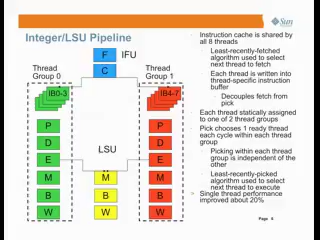 Sun
microsystems
Integer/LSU Pipeline
F
IFU
C
Thread
Group 0
Thread
Group 1
IB0-3
IB4-7
P
D
E
M
B
W
LSU
M
B
W
P
D
E
M
B
W
Instruction cache is shared by
all 8 threads
Least-recently-fetched
algorithm used to select
next thread to fetch
Each thread is written into
thread-specific instruction
buffer
Decouples fetch from
pick
Each thread statically assigned
to one of 2 thread groups
Pick chooses 1 ready thread
each cycle within each thread
group
Picking within each thread
group is independent of the
other
Least-recently-picked
algorithm used to select
next thread to execute
Single thread performance
improved about 20%
Page 8